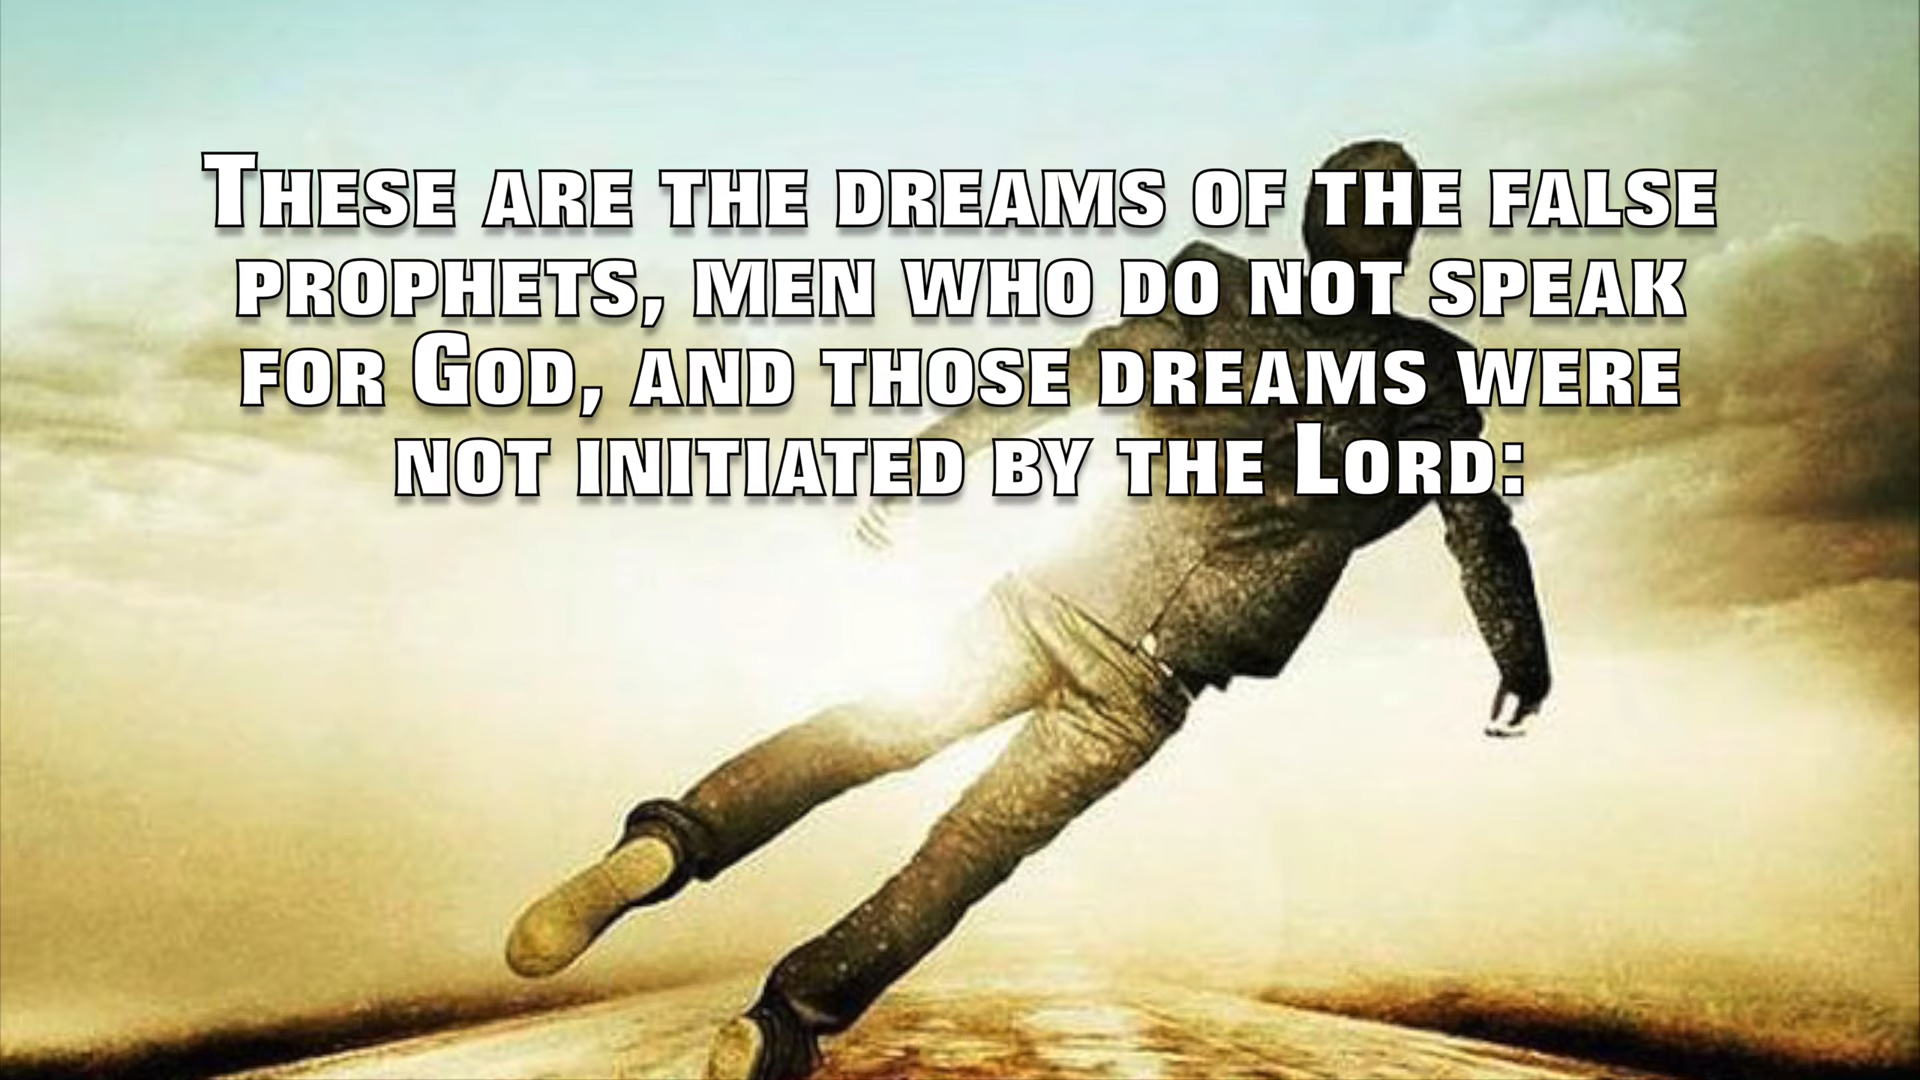 These are the dreams of the false
prophets, men who do not speak
for God, and those dreams were
not initiated by the Lord: